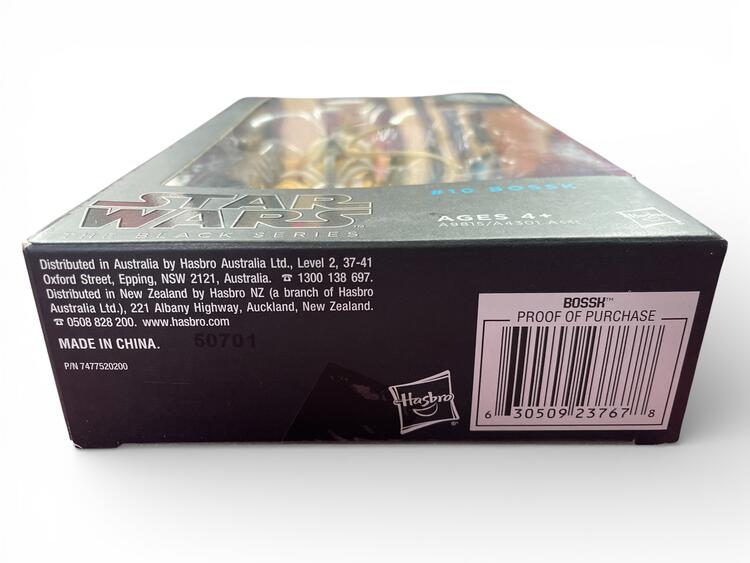 #10 BOSSK
STAR
WARS
THE BLACK SERIES
AGES 4+
A9815/A4301 Asst.
Hasbro
Distributed in Australia by Hasbro Australia Ltd., Level 2, 37-41
Oxford Street, Epping, NSW 2121, Australia. ☎ 1300 138 697.
Distributed in New Zealand by Hasbro NZ (a branch of Hasbro
Australia Ltd.), 221 Albany Highway, Auckland, New Zealand.
☎ 0508 828 200. www.hasbro.com
MADE IN CHINA. 50701
P/N 7477520200
Hasbro®
BOSSK™
PROOF OF PURCHASE
6 30509 23767 8